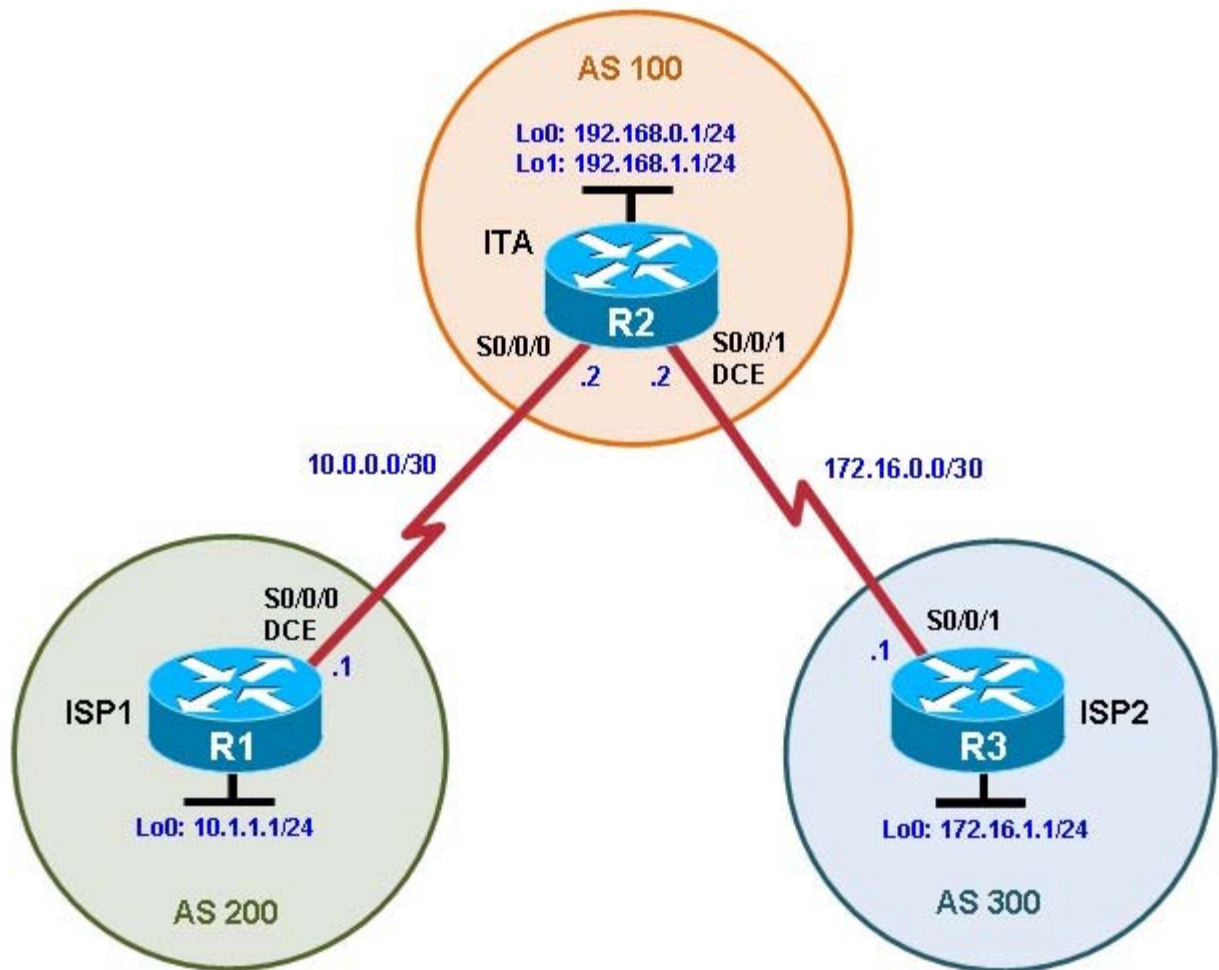 AS 100
Lo0: 192.168.0.1/24
Lo1: 192.168.1.1/24
ITA
R2
S0/0/0
S0/0/1
DCE
.2
.2
10.0.0.0/30
172.16.0.0/30
S0/0/0
DCE
.1
ISP1
R1
Lo0: 10.1.1.1/24
AS 200
S0/0/1
.1
ISP2
R3
Lo0: 172.16.1.1/24
AS 300